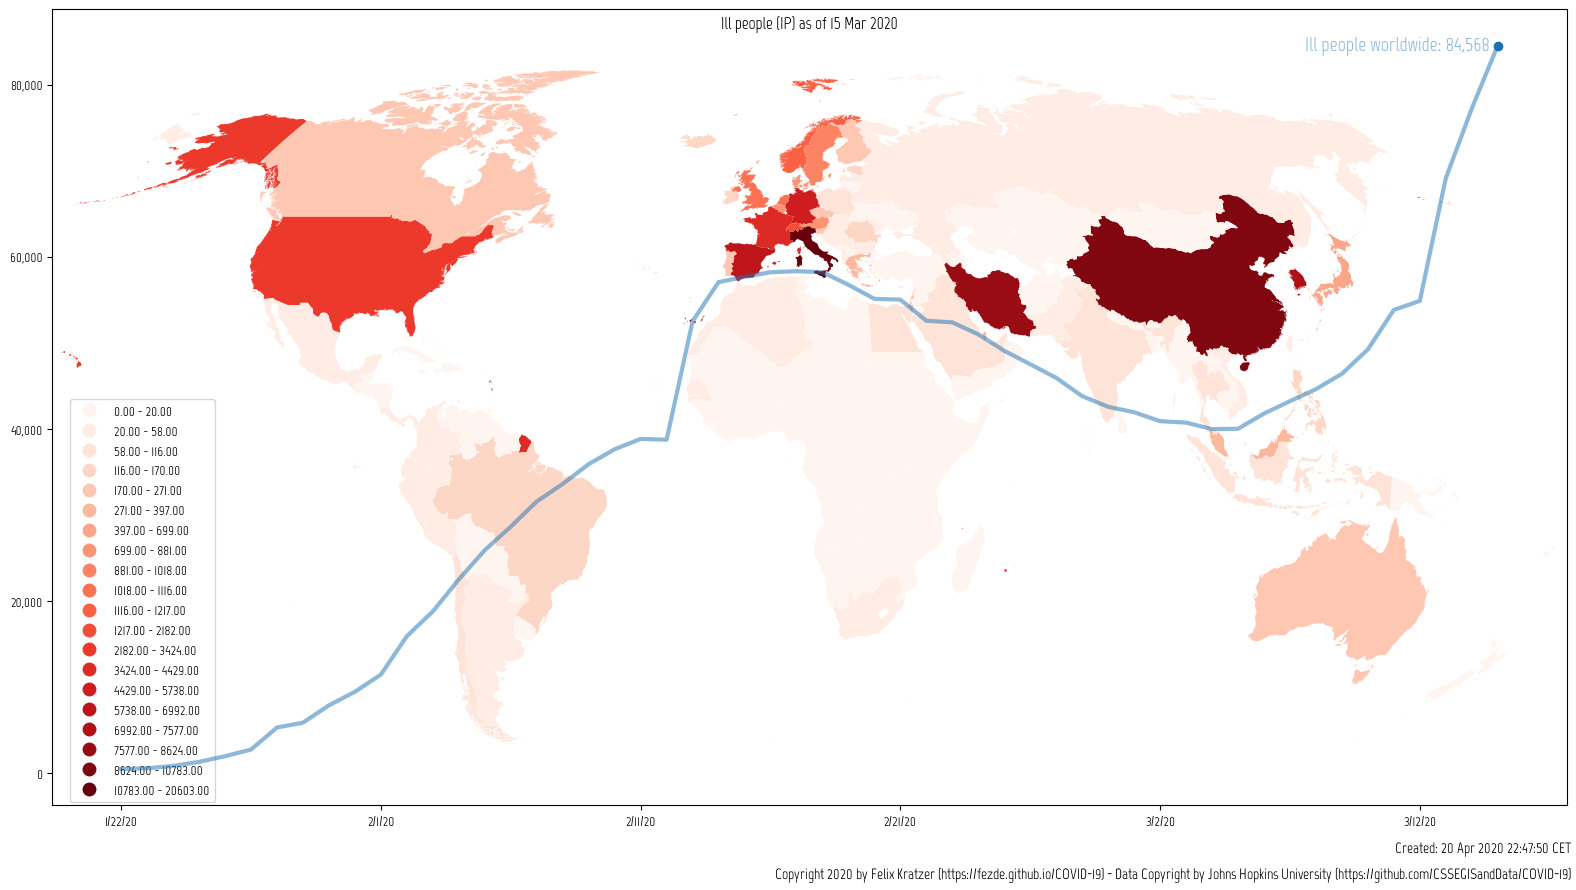 Ill people (IP) as of 15 Mar 2020
Ill people worldwide: 84,568
80,000
60,000
40,000
20,000
0
0.00 - 20.00
20.00 - 58.00
58.00 - 116.00
116.00 - 170.00
170.00 - 271.00
271.00 - 397.00
397.00 - 699.00
699.00 - 881.00
881.00 - 1018.00
1018.00 - 1116.00
1116.00 - 1217.00
1217.00 - 2182.00
2182.00 - 3424.00
3424.00 - 4429.00
4429.00 - 5738.00
5738.00 - 6992.00
6992.00 - 7577.00
7577.00 - 8624.00
8624.00 - 10783.00
10783.00 - 20603.00
1/22/20 2/1/20 2/11/20 2/21/20 3/2/20 3/12/20
Created: 20 Apr 2020 22:47:50 CET
Copyright 2020 by Felix Kratzer (https://fezde.github.io/COVID-19) - Data Copyright by Johns Hopkins University (https://github.com/CSSEGISandData/COVID-19)